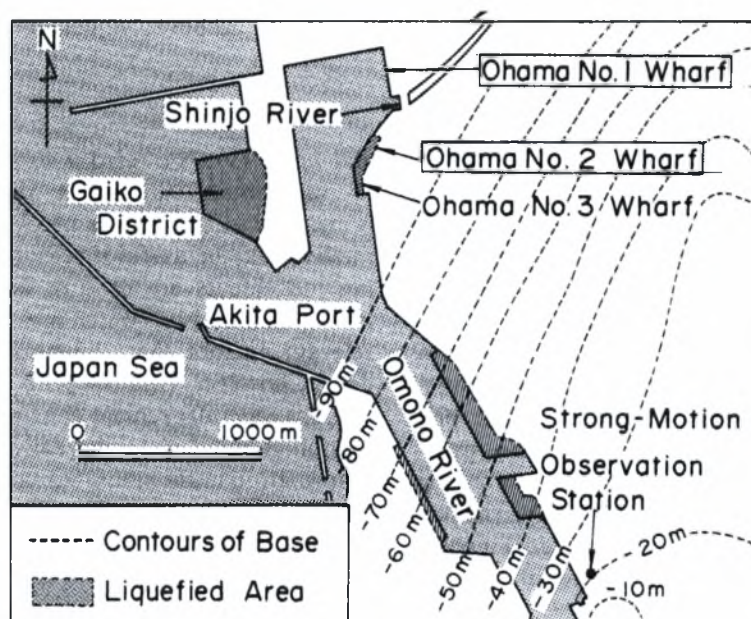 N
Ohama No. 1 Wharf
Shinjo River
Ohama No. 2 Wharf
Gaiko
District
Ohama No. 3 Wharf
Akita Port
Japan Sea
Omono River
0 1000m
Strong-Motion
Observation
Station
-90m
80m
-70m
-60m
-50m
-40m
-30m
-20m
-10m
Contours of Base
Liquefied Area